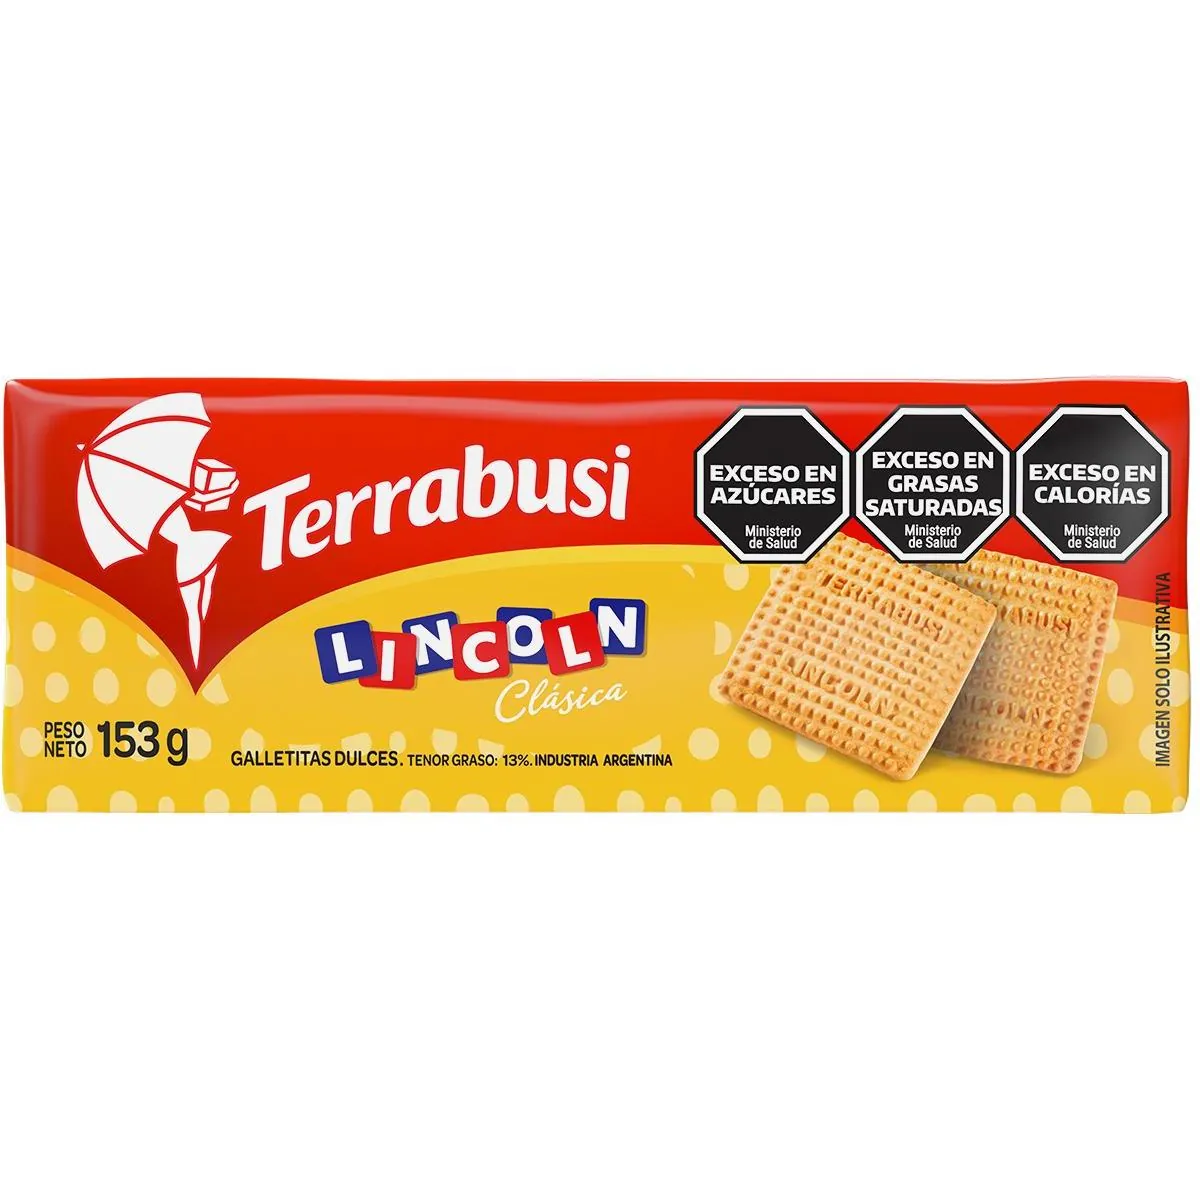 Terrabusi
EXCESO EN
AZÚCARES
Ministerio
de Salud
EXCESO EN
GRASAS
SATURADAS
Ministerio
de Salud
EXCESO EN
CALORÍAS
Ministerio
de Salud
LINCOLN
Clásica
PESO
NETO 153 g
GALLETITAS DULCES. TENOR GRASO: 13%. INDUSTRIA ARGENTINA
IMAGEN SOLO ILUSTRATIVA
TERRABUSI
LINCOLN